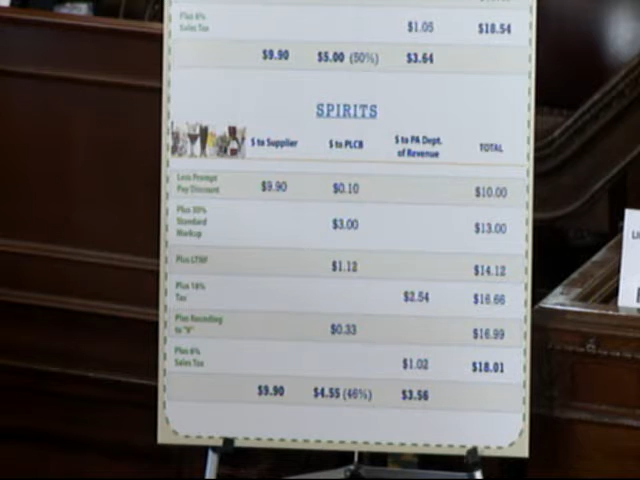 Plus 6%
Sales Tax $1.05 $18.54
$9.90 $5.00 (50%) $3.64
SPIRITS
$ to Supplier $ to PLCB $ to PA Dept. of Revenue TOTAL
Less Prompt
Pay Discount $9.90 $0.10 $10.00
Plus 30%
Standard
Markup $3.00 $13.00
Plus LTMF $1.12 $14.12
Plus 18%
Tax $2.54 $16.66
Plus Rounding
to "9" $0.33 $16.99
Plus 6%
Sales Tax $1.02 $18.01
$9.90 $4.55 (46%) $3.56